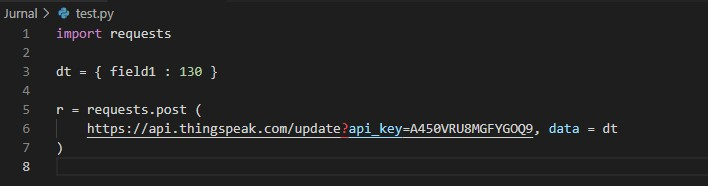 Jurnal > test.py
1 import requests
2
3 dt = { field1 : 130 }
4
5 r = requests.post (
6 https://api.thingspeak.com/update?api_key=A450VRU8MGFYGOQ9, data = dt
7 )
8